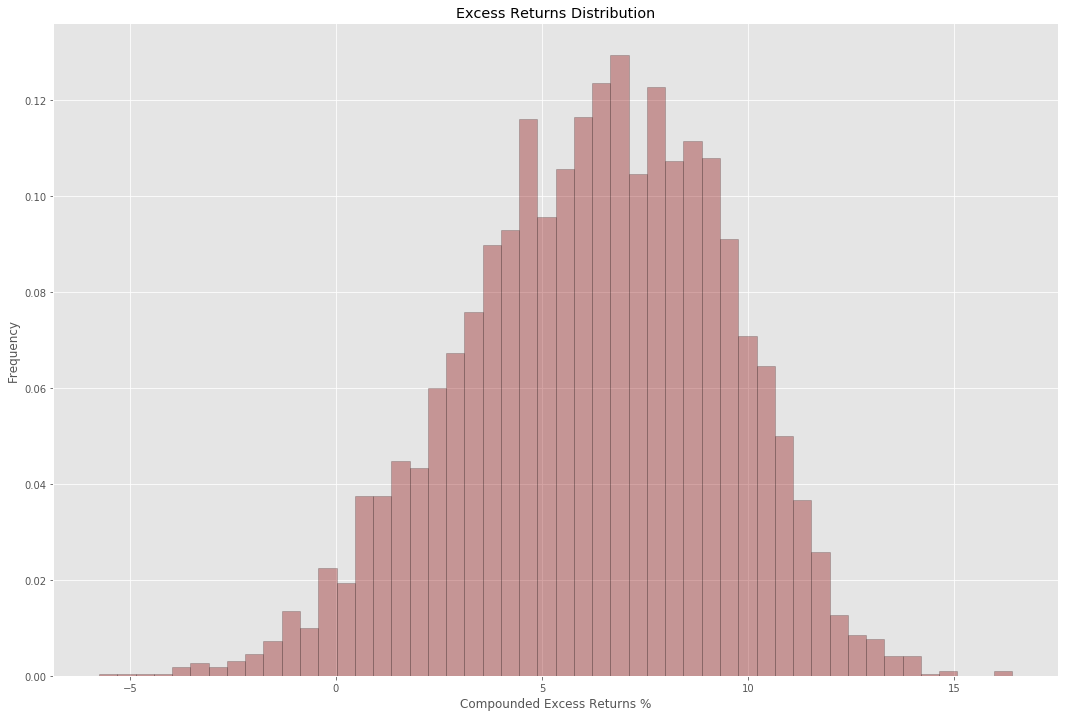 Excess Returns Distribution
Frequency
0.12
0.10
0.08
0.06
0.04
0.02
0.00
−5 0 5 10 15
Compounded Excess Returns %